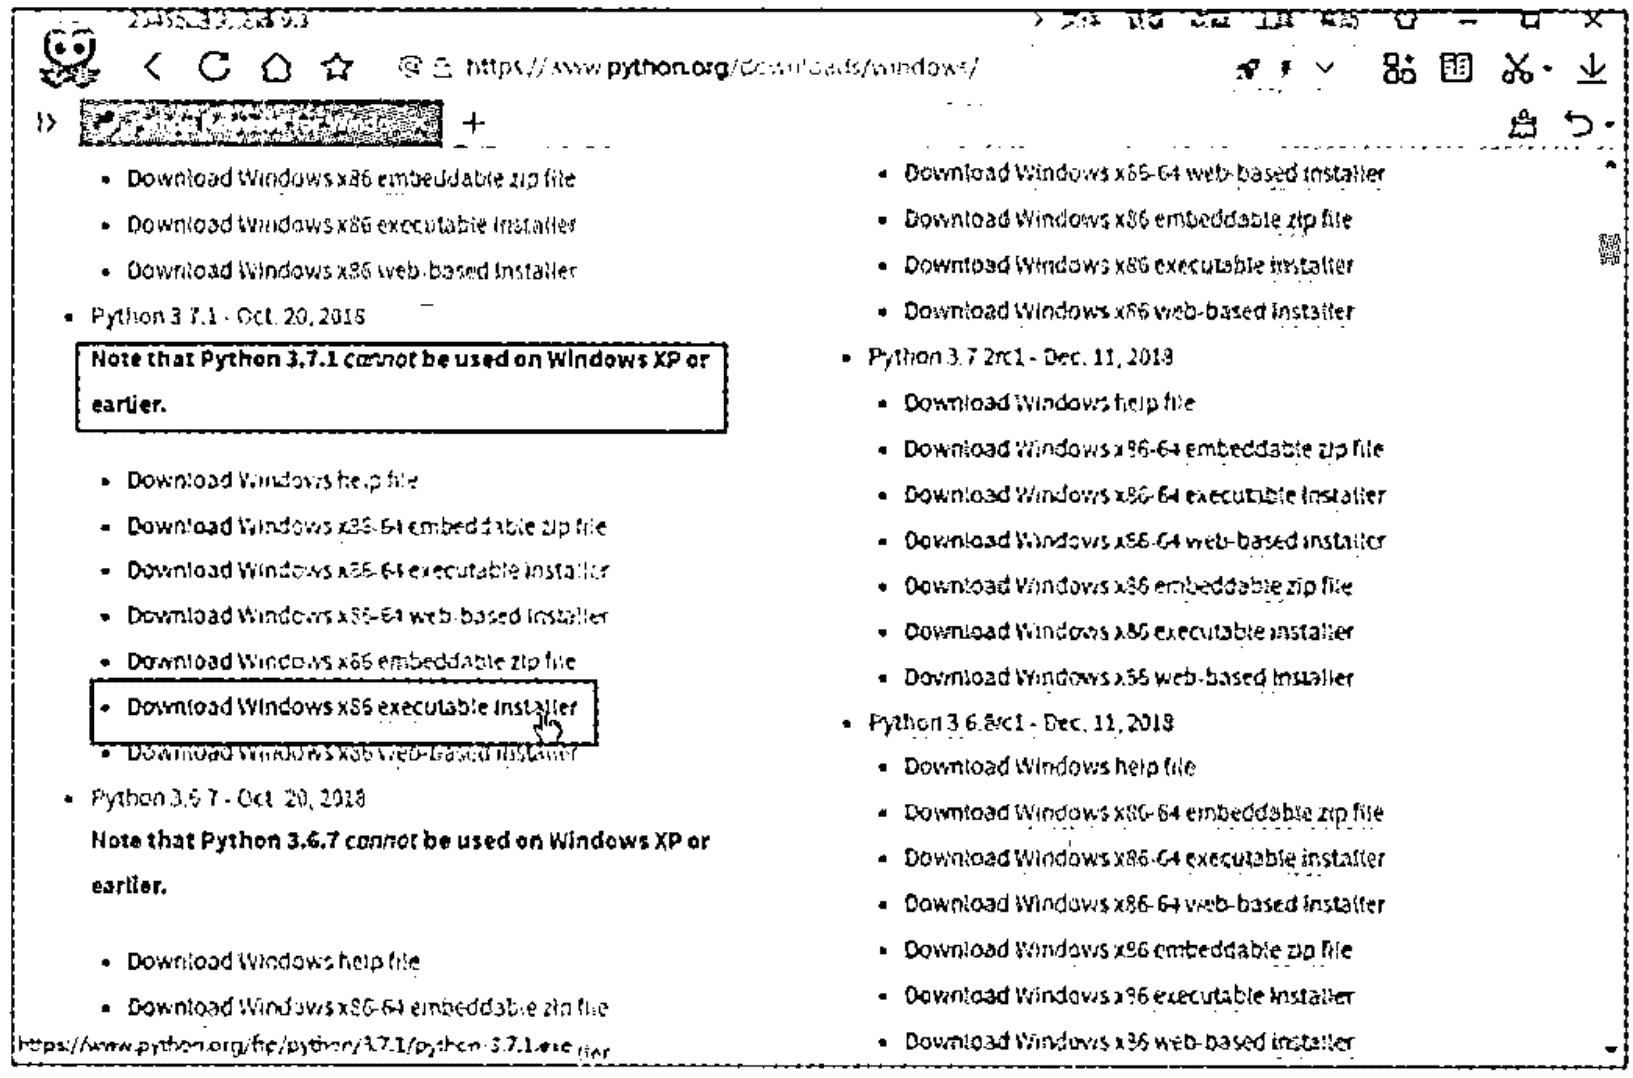 https://www.python.org/downloads/windows/
Download Windows x86 embeddable zip file
Download Windows x86 executable installer
Download Windows x86 web-based installer
Python 3.7.1 - Oct. 20, 2018
Note that Python 3.7.1 cannot be used on Windows XP or
earlier.
Download Windows help file
Download Windows x86-64 embeddable zip file
Download Windows x86-64 executable installer
Download Windows x86-64 web-based installer
Download Windows x86 embeddable zip file
Download Windows x86 executable installer
Download Windows x86 web-based installer
Python 3.6.7 - Oct. 20, 2018
Note that Python 3.6.7 cannot be used on Windows XP or
earlier.
Download Windows help file
Download Windows x86-64 embeddable zip file
https://www.python.org/ftp/python/3.7.1/python-3.7.1.exe
Download Windows x86-64 web-based installer
Download Windows x86 embeddable zip file
Download Windows x86 executable installer
Download Windows x86 web-based installer
Python 3.7.2rc1 - Dec. 11, 2018
Download Windows help file
Download Windows x86-64 embeddable zip file
Download Windows x86-64 executable installer
Download Windows x86-64 web-based installer
Download Windows x86 embeddable zip file
Download Windows x86 executable installer
Download Windows x86 web-based installer
Python 3.6.8rc1 - Dec. 11, 2018
Download Windows help file
Download Windows x86-64 embeddable zip file
Download Windows x86-64 executable installer
Download Windows x86-64 web-based installer
Download Windows x86 embeddable zip file
Download Windows x86 executable installer
Download Windows x86 web-based installer